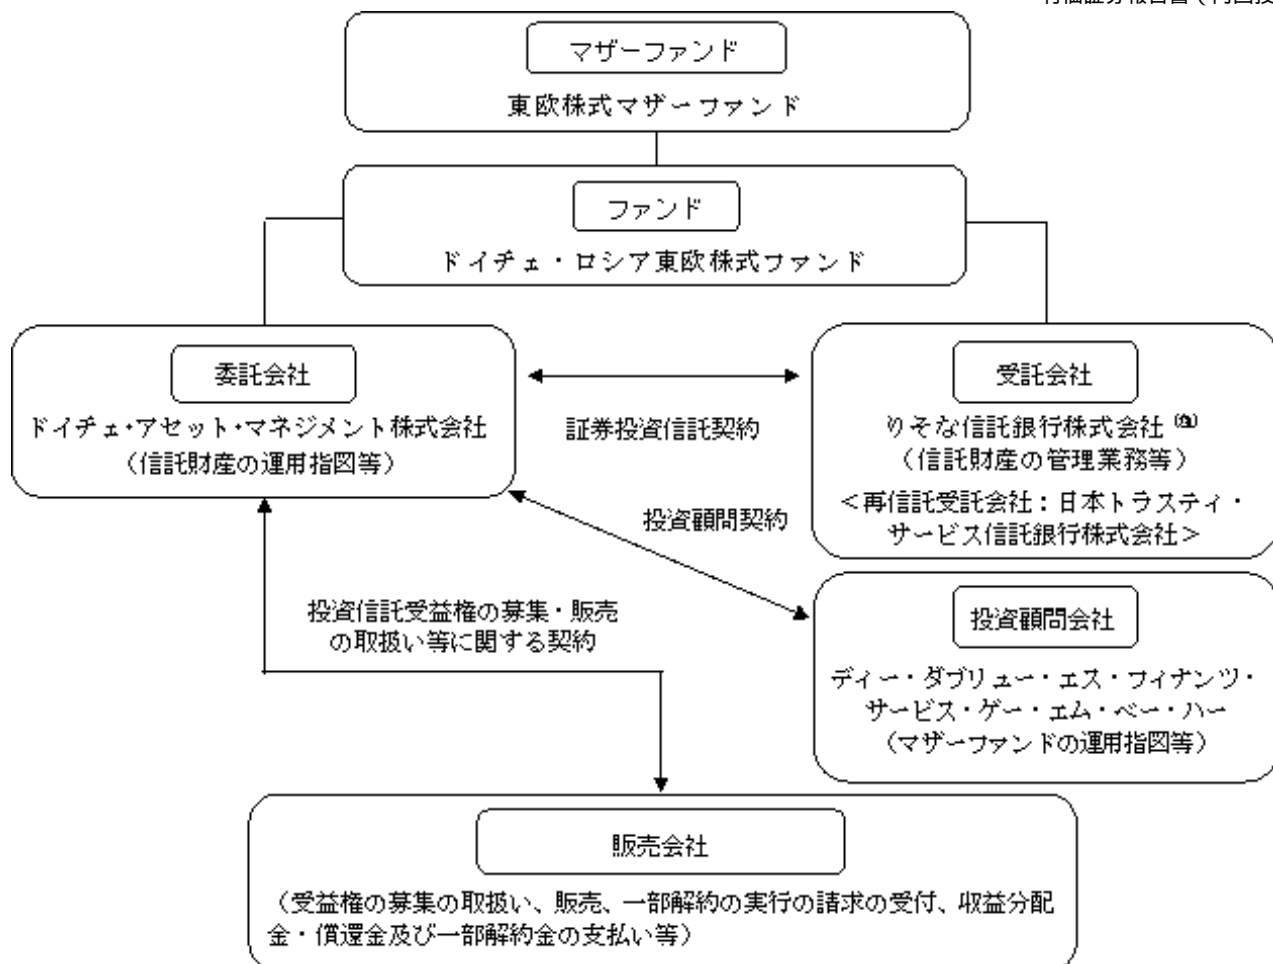 マザーファンド
東欧株式マザーファンド
ファンド
ドイチェ・ロシア東欧株式ファンド
委託会社
ドイチェ・アセット・マネジメント株式会社
（信託財産の運用指図等）
証券投資信託契約
受託会社
りそな信託銀行株式会社
（信託財産の管理業務等）
＜再信託受託会社：日本トラスティ・
サービス信託銀行株式会社＞
投資顧問契約
投資顧問会社
ディー・ダブリュー・エス・フィナンツ・
サービス・ゲー・エム・ベー・ハー
（マザーファンドの運用指図等）
投資信託受益権の募集・販売
の取扱い等に関する契約
販売会社
（受益権の募集の取扱い、販売、一部解約の実行の請求の受付、収益分配
金・償還金及び一部解約金の支払い等）